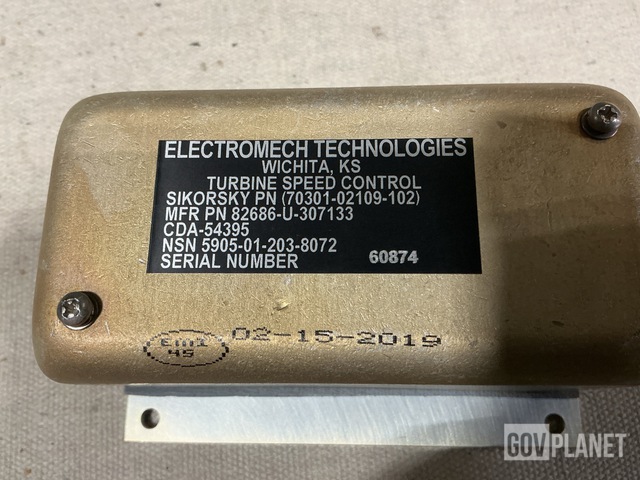 ELECTROMECH TECHNOLOGIES
WICHITA, KS
TURBINE SPEED CONTROL
SIKORSKY PN (70301-02109-102)
MFR PN 82686-U-307133
CDA-54395
NSN 5905-01-203-8072
SERIAL NUMBER 60874
02-15-2019
45
GOVPLANET